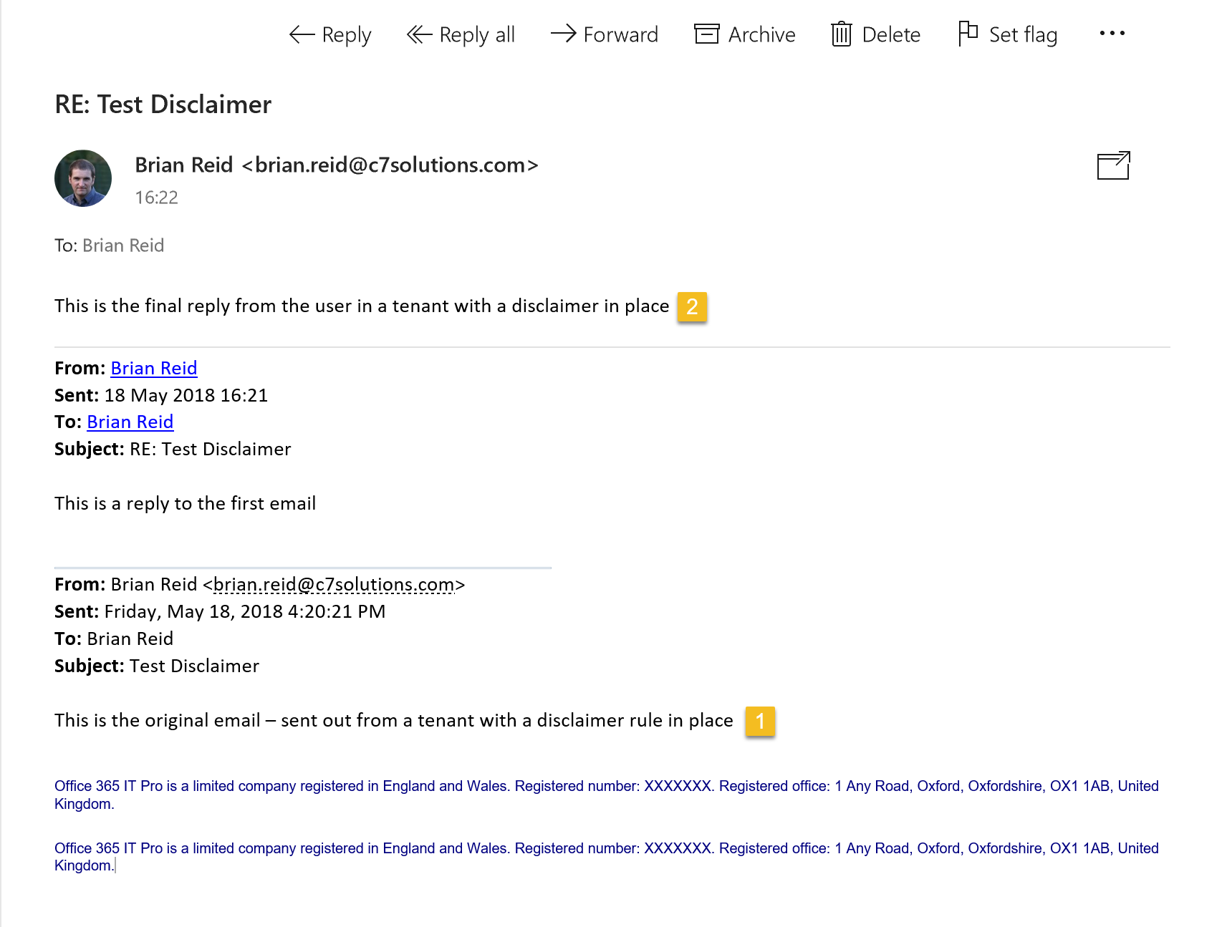 Reply Reply all Forward Archive Delete Set flag
RE: Test Disclaimer
Brian Reid <brian.reid@c7solutions.com>
16:22
To: Brian Reid
This is the final reply from the user in a tenant with a disclaimer in place 2
From: Brian Reid
Sent: 18 May 2018 16:21
To: Brian Reid
Subject: RE: Test Disclaimer
This is a reply to the first email
From: Brian Reid <brian.reid@c7solutions.com>
Sent: Friday, May 18, 2018 4:20:21 PM
To: Brian Reid
Subject: Test Disclaimer
This is the original email – sent out from a tenant with a disclaimer rule in place 1
Office 365 IT Pro is a limited company registered in England and Wales. Registered number: XXXXXXX. Registered office: 1 Any Road, Oxford, Oxfordshire, OX1 1AB, United
Kingdom.
Office 365 IT Pro is a limited company registered in England and Wales. Registered number: XXXXXXX. Registered office: 1 Any Road, Oxford, Oxfordshire, OX1 1AB, United
Kingdom.